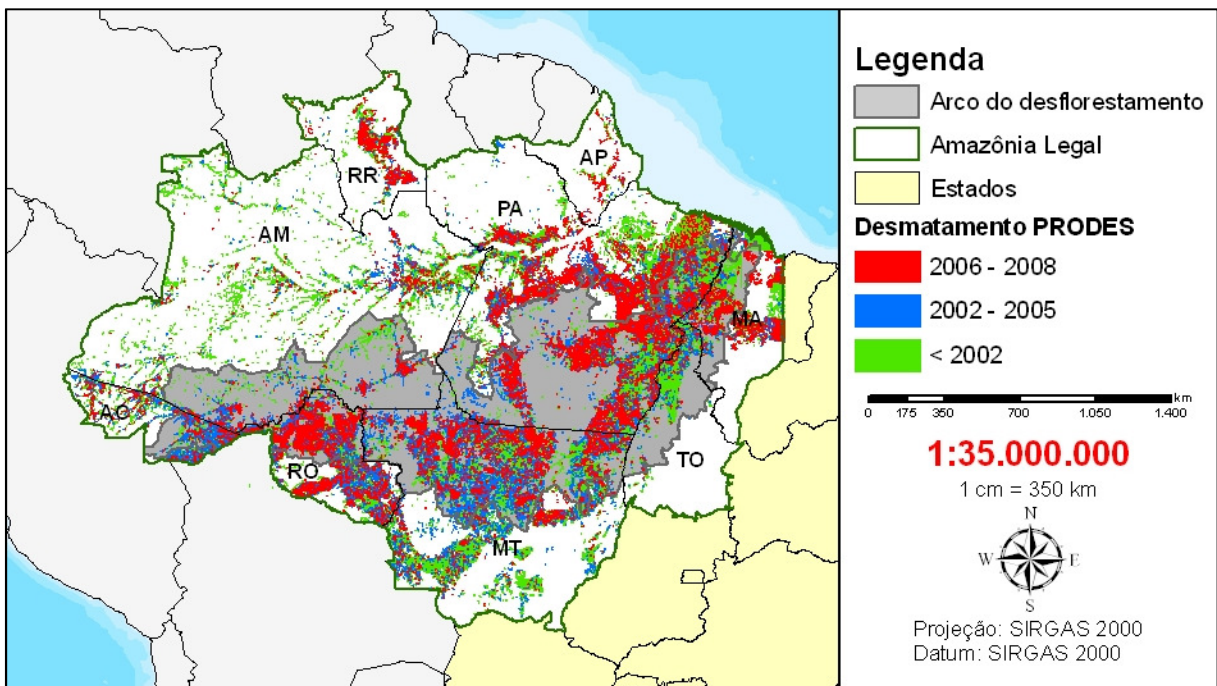 RR
AP
AM
PA
MA
AC
RO
TO
MT
Legenda
Arco do desflorestamento
Amazônia Legal
Estados
Desmatamento PRODES
2006 - 2008
2002 - 2005
< 2002
0 175 350 700 1.050 1.400 km
1:35.000.000
1 cm = 350 km
N
W E
S
Projeção: SIRGAS 2000
Datum: SIRGAS 2000